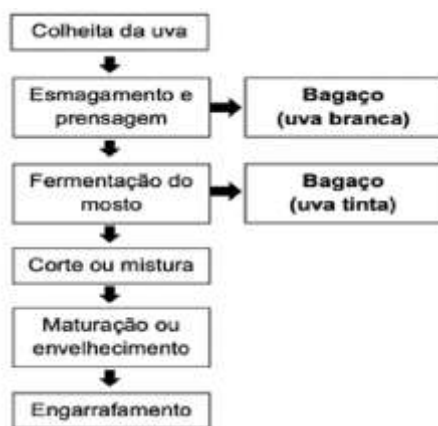 Colheita da uva
Esmagamento e
prensagem
Bagaço
(uva branca)
Fermentação do
mosto
Bagaço
(uva tinta)
Corte ou mistura
Maturação ou
envelhecimento
Engarrafamento